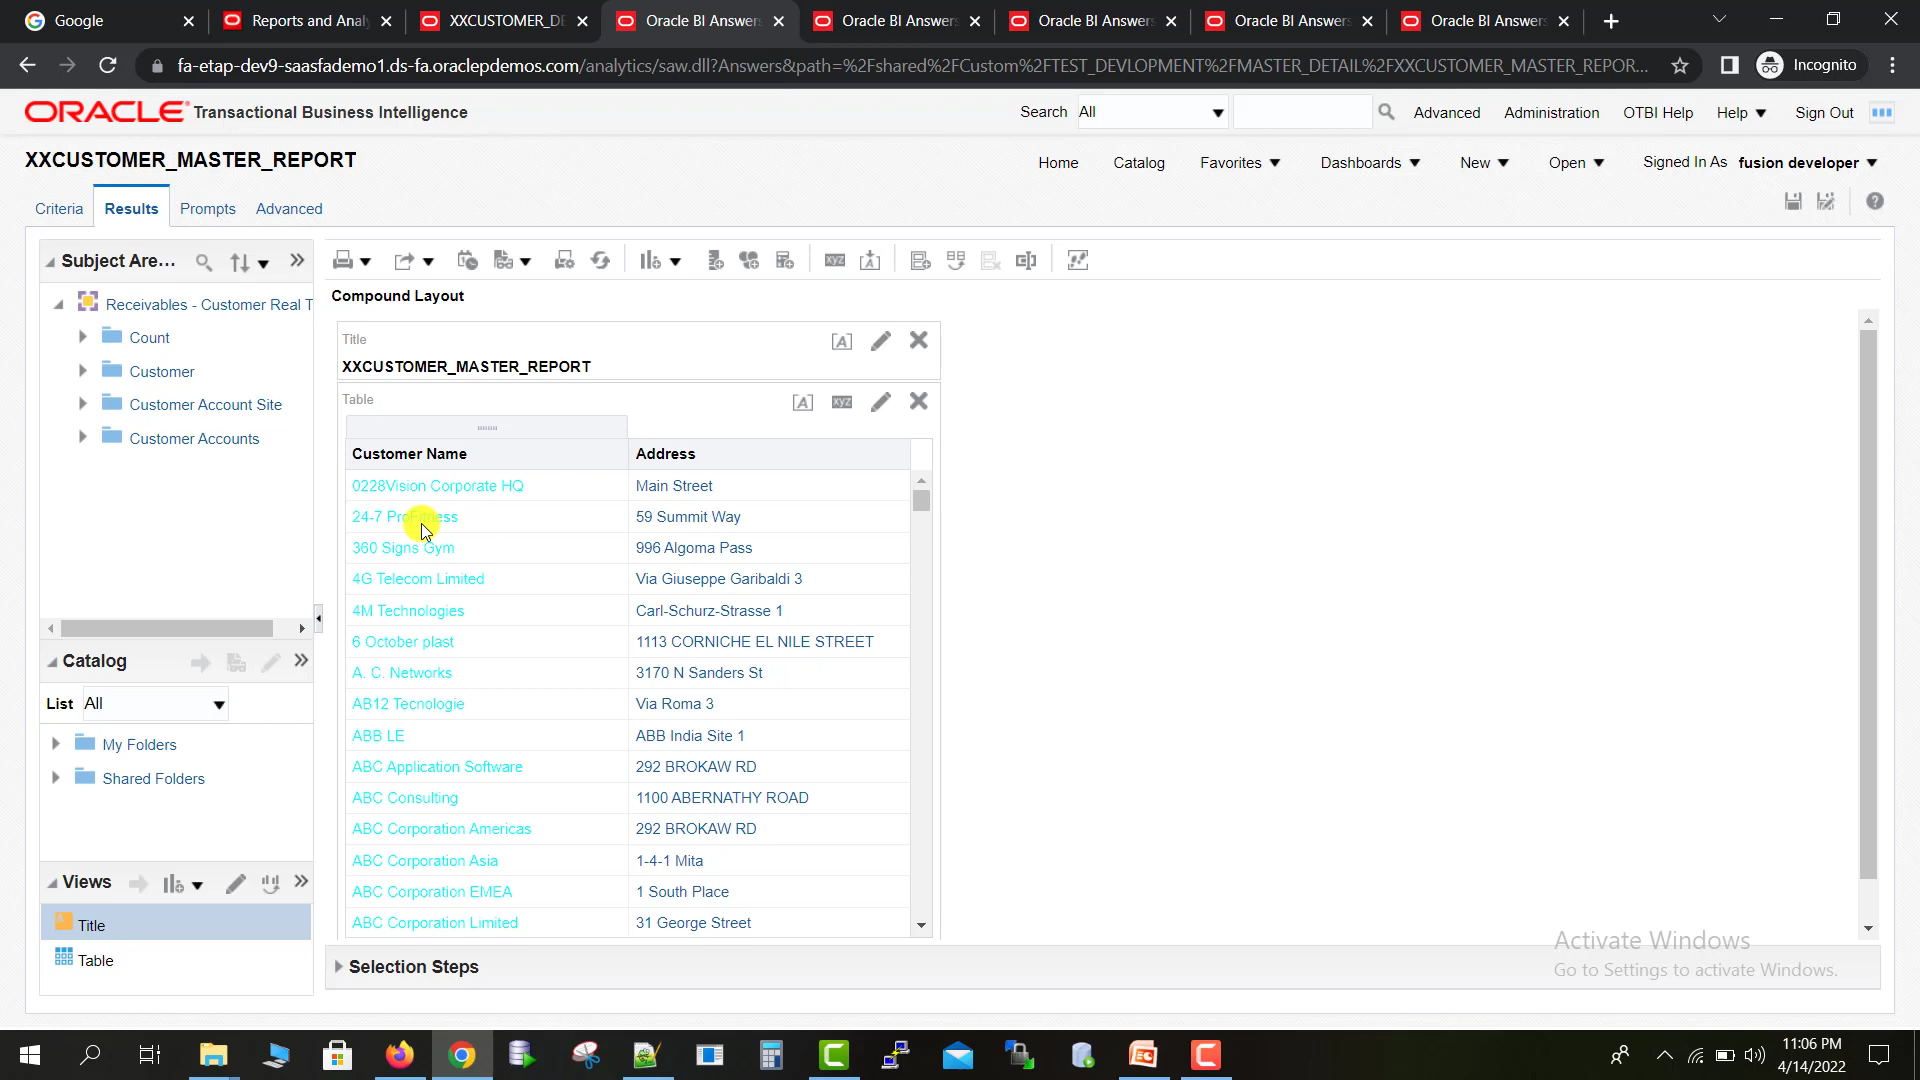 Google
Reports and Anal
XXCUSTOMER_DE
Oracle BI Answers
Oracle BI Answers
Oracle BI Answers
Oracle BI Answers
Oracle BI Answers
fa-etap-dev9-saasfademo1.ds-fa.oraclepdemos.com/analytics/saw.dll?Answers&path=%2Fshared%2FCustom%2FTEST_DEVLOPMENT%2FMASTER_DETAIL%2FXXCUSTOMER_MASTER_REPOR...
Incognito
ORACLE Transactional Business Intelligence
Search All
Advanced Administration OTBI Help Help Sign Out
XXCUSTOMER_MASTER_REPORT
Home Catalog Favorites Dashboards New Open Signed In As fusion developer
Criteria Results Prompts Advanced
Subject Are...
Receivables - Customer Real T
Count
Customer
Customer Account Site
Customer Accounts
Catalog
List All
My Folders
Shared Folders
Views
Title
Table
Compound Layout
Title
XXCUSTOMER_MASTER_REPORT
Table
Customer Name Address
0228Vision Corporate HQ Main Street
24-7 ProFitness 59 Summit Way
360 Signs Gym 996 Algoma Pass
4G Telecom Limited Via Giuseppe Garibaldi 3
4M Technologies Carl-Schurz-Strasse 1
6 October plast 1113 CORNICHE EL NILE STREET
A. C. Networks 3170 N Sanders St
AB12 Tecnologie Via Roma 3
ABB LE ABB India Site 1
ABC Application Software 292 BROKAW RD
ABC Consulting 1100 ABERNATHY ROAD
ABC Corporation Americas 292 BROKAW RD
ABC Corporation Asia 1-4-1 Mita
ABC Corporation EMEA 1 South Place
ABC Corporation Limited 31 George Street
Selection Steps
Activate Windows
Go to Settings to activate Windows.
11:06 PM
4/14/2022